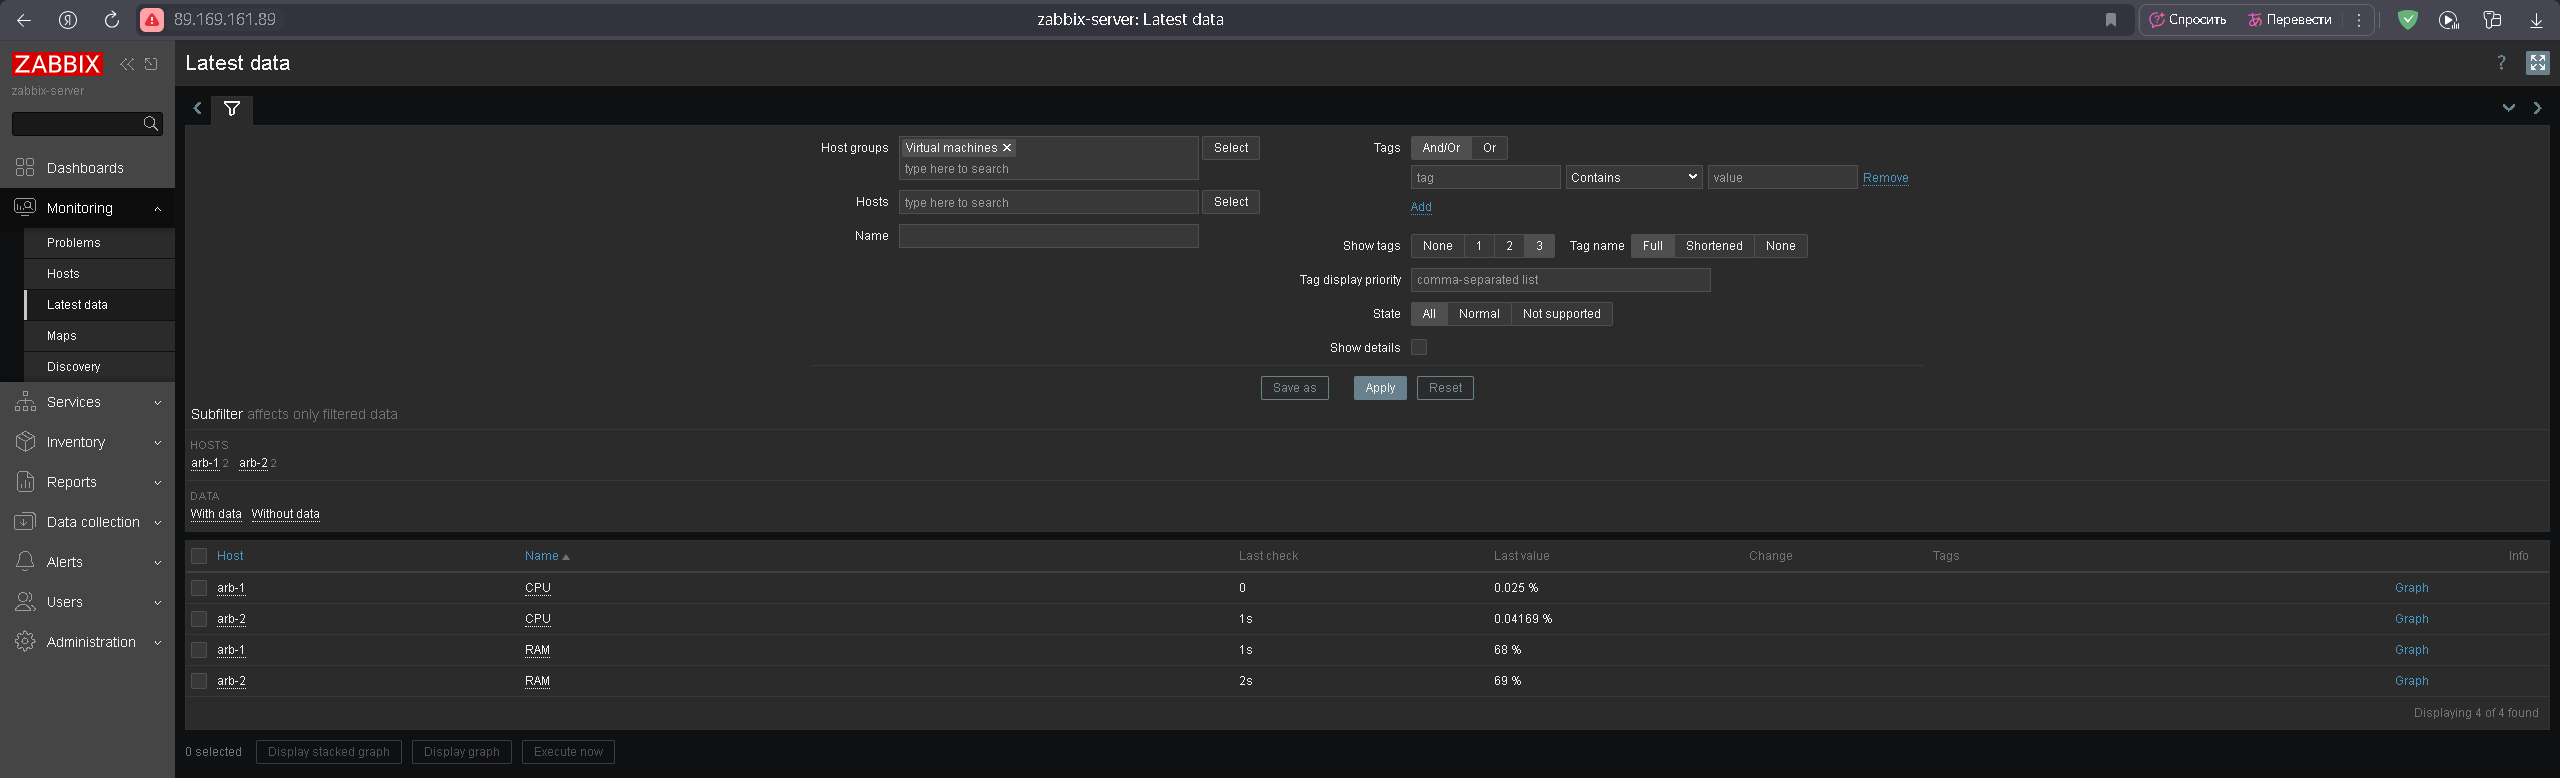 89.169.161.89
zabbix-server: Latest data
Спросить
Перевести
ZABBIX
zabbix-server
Dashboards
Monitoring
Problems
Hosts
Latest data
Maps
Discovery
Services
Inventory
Reports
Data collection
Alerts
Users
Administration
Latest data
?
Host groups Virtual machines Select
type here to search
Hosts type here to search Select
Name
Tags And/Or Or
tag Contains value Remove
Add
Show tags None 1 2 3 Tag name Full Shortened None
Tag display priority comma-separated list
State All Normal Not supported
Show details
Save as Apply Reset
Subfilter affects only filtered data
HOSTS
arb-1 2 arb-2 2
DATA
With data Without data
Host Name Last check Last value Change Tags Info
arb-1 CPU 0 0.025 % Graph
arb-2 CPU 1s 0.04169 % Graph
arb-1 RAM 1s 68 % Graph
arb-2 RAM 2s 69 % Graph
Displaying 4 of 4 found
0 selected Display stacked graph Display graph Execute now